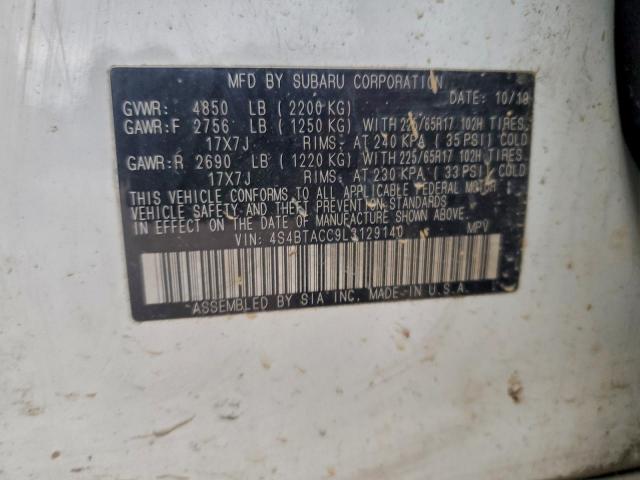 MFD BY SUBARU CORPORATION
DATE: 10/19
GVWR: 4850 LB (2200 KG)
GAWR:F 2756 LB (1250 KG) WITH 225/65R17 102H TIRES,
17X7J RIMS, AT 240 KPA (35 PSI) COLD
GAWR:R 2690 LB (1220 KG) WITH 225/65R17 102H TIRES,
17X7J RIMS, AT 230 KPA (33 PSI) COLD
THIS VEHICLE CONFORMS TO ALL APPLICABLE FEDERAL MOTOR
VEHICLE SAFETY AND THEFT PREVENTION STANDARDS
IN EFFECT ON THE DATE OF MANUFACTURE SHOWN ABOVE.
VIN: 4S4BTACC9L3129140 MPV
ASSEMBLED BY SIA INC, MADE IN U.S.A.